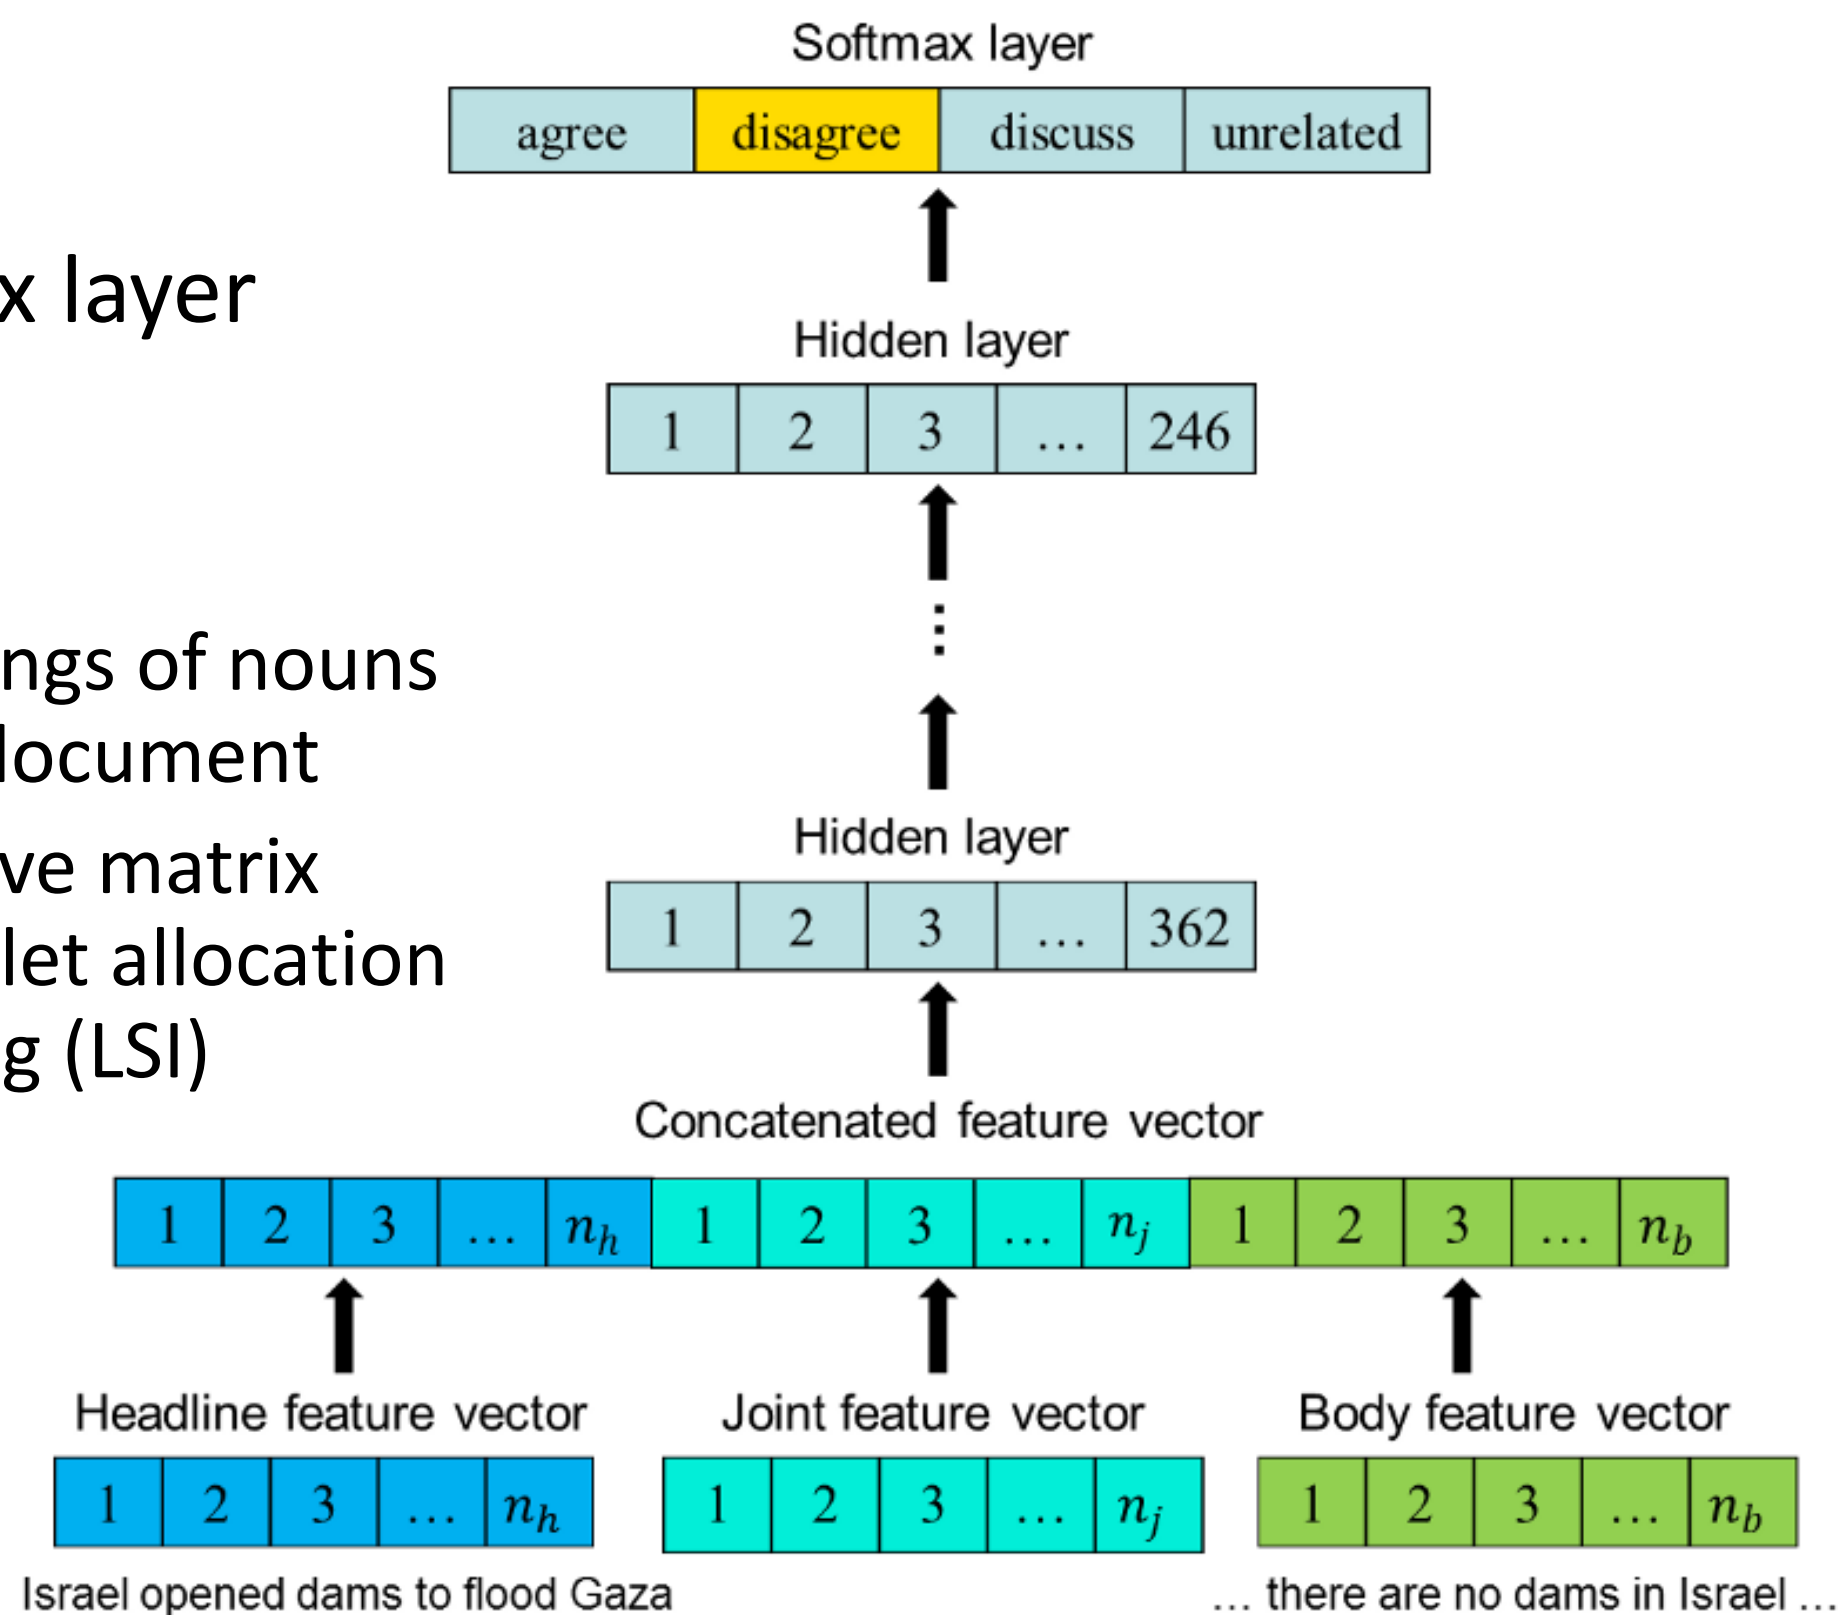 Softmax layer
agree disagree discuss unrelated
x layer
Hidden layer
1 2 3 … 246
ngs of nouns
locument
Hidden layer
ve matrix
1 2 3 … 362
let allocation
g (LSI)
Concatenated feature vector
1 2 3 … n_h 1 2 3 … n_j 1 2 3 … n_b
Headline feature vector Joint feature vector Body feature vector
1 2 3 … n_h 1 2 3 … n_j 1 2 3 … n_b
Israel opened dams to flood Gaza … there are no dams in Israel …